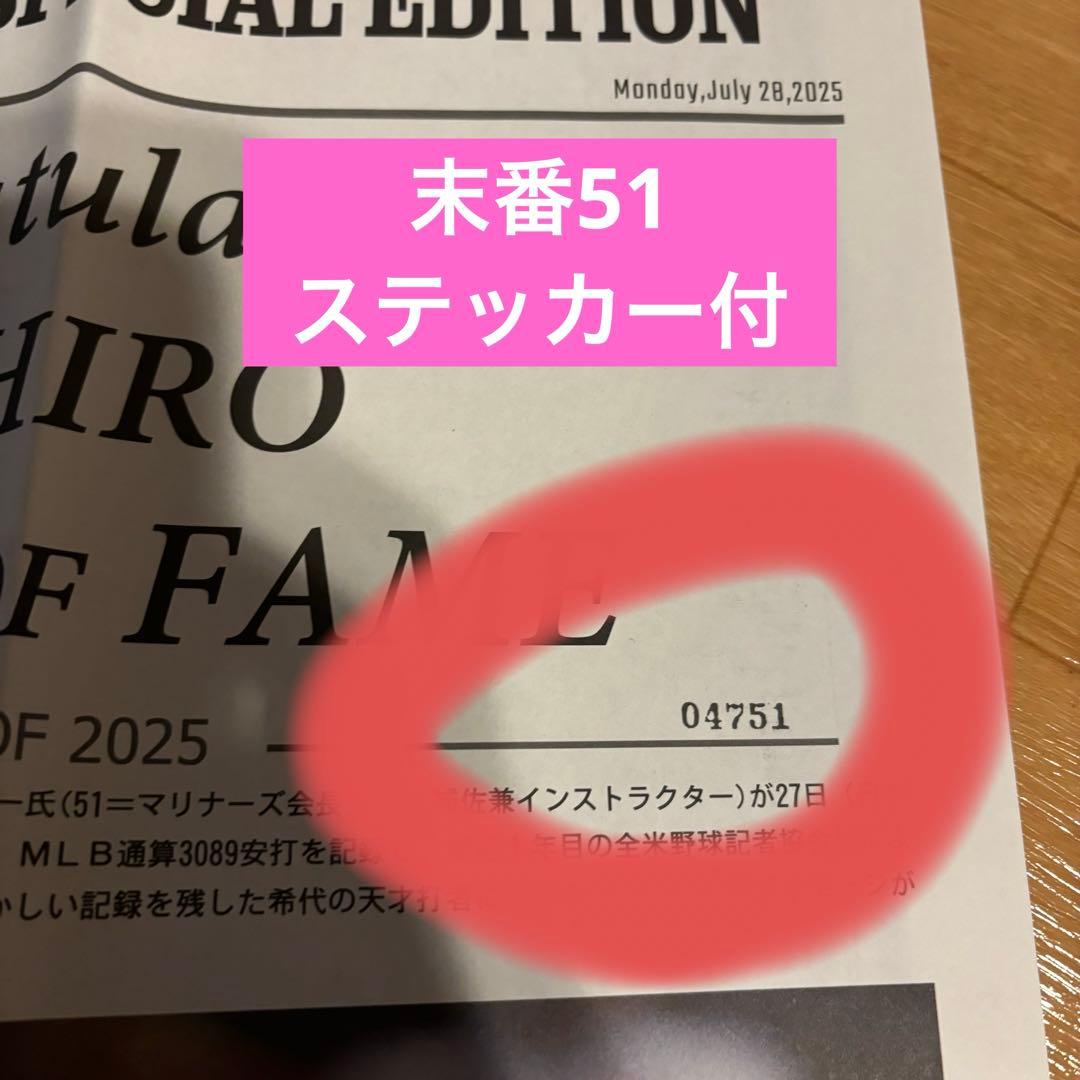 CIAL EDITION
Monday,July 28,2025
tula
末番51
ステッカー付
HIRO
OF FAME
04751
OF 2025
一氏(51=マリナーズ会長 佐兼インストラクター)が27日
MLB通算3089安打を記録 年目の全米野球記者協会
かしい記録を残した希代の天才打者 が